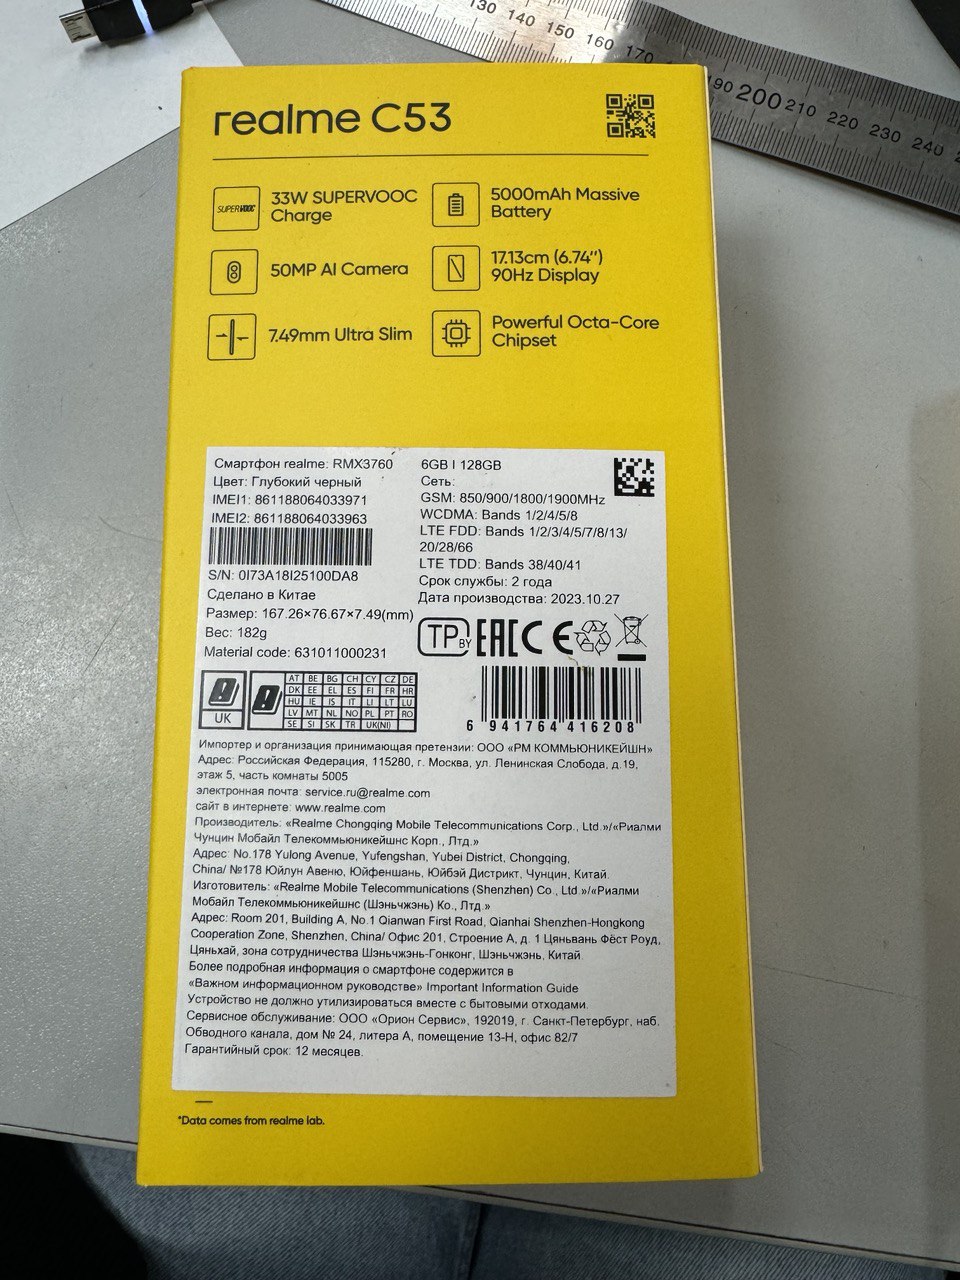 130 140 150 160 170 190 200 210 220 230 240
realme C53
SUPERVOOC
33W SUPERVOOC
Charge
5000mAh Massive
Battery
50MP AI Camera
17.13cm (6.74")
90Hz Display
7.49mm Ultra Slim
Powerful Octa-Core
Chipset
Смартфон realme: RMX3760
Цвет: Глубокий черный
IMEI1: 861188064033971
IMEI2: 861188064033963
S/N: 0I73A18I25100DA8
Сделано в Китае
Размер: 167.26×76.67×7.49(mm)
Вес: 182g
Material code: 631011000231
6GB | 128GB
Сеть:
GSM: 850/900/1800/1900MHz
WCDMA: Bands 1/2/4/5/8
LTE FDD: Bands 1/2/3/4/5/7/8/13/
20/28/66
LTE TDD: Bands 38/40/41
Срок службы: 2 года
Дата производства: 2023.10.27
TP BY EAC CE
UK
AT BE BG CH CY CZ DE
DK EE EL ES FI FR HR
HU IE IS IT LI LT LU
LV MT NL NO PL PT RO
SE SI SK TR UK(NI)
6 941764 416208
Импортер и организация принимающая претензии: ООО «РМ КОММЬЮНИКЕЙШН»
Адрес: Российская Федерация, 115280, г. Москва, ул. Ленинская Слобода, д.19,
этаж 5, часть комнаты 5005
электронная почта: service.ru@realme.com
сайт в интернете: www.realme.com
Производитель: «Realme Chongqing Mobile Telecommunications Corp., Ltd.»/«Риалми
Чунцин Мобайл Телекоммьюникейшнс Корп., Лтд.»
Адрес: No.178 Yulong Avenue, Yufengshan, Yubei District, Chongqing,
China/ №178 Юйлун Авеню, Юйфеншань, Юйбэй Дистрикт, Чунцин, Китай.
Изготовитель: «Realme Mobile Telecommunications (Shenzhen) Co., Ltd.»/«Риалми
Мобайл Телекоммьюникейшнс (Шэньчжэнь) Ко., Лтд.»
Адрес: Room 201, Building A, No.1 Qianwan First Road, Qianhai Shenzhen-Hongkong
Cooperation Zone, Shenzhen, China/ Офис 201, Строение А, д. 1 Цяньвань Фёст Роуд,
Цяньхай, зона сотрудничества Шэньчжэнь-Гонконг, Шэньчжэнь, Китай.
Более подробная информация о смартфоне содержится в
«Важном информационном руководстве» Important Information Guide
Устройство не должно утилизироваться вместе с бытовыми отходами.
Сервисное обслуживание: ООО «Орион Сервис», 192019, г. Санкт-Петербург, наб.
Обводного канала, дом № 24, литера А, помещение 13-Н, офис 82/7
Гарантийный срок: 12 месяцев.
*Data comes from realme lab.